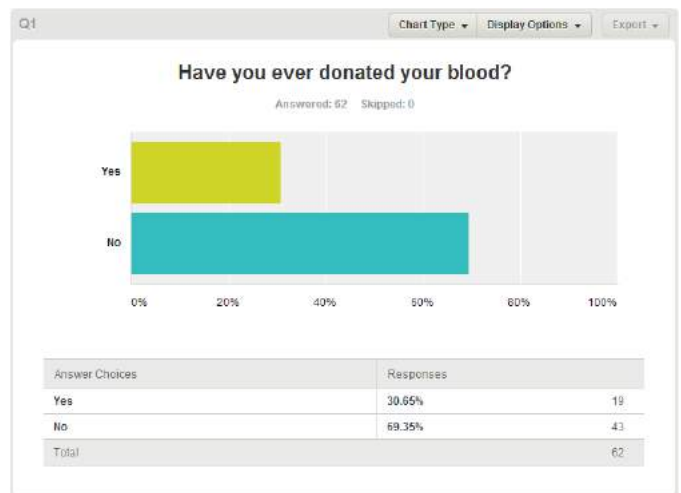 Q1 Chart Type Display Options Export
Have you ever donated your blood?
Answered: 62 Skipped: 0
Yes
No
0% 20% 40% 60% 80% 100%
Answer Choices Responses
Yes 30.65% 19
No 69.35% 43
Total 62